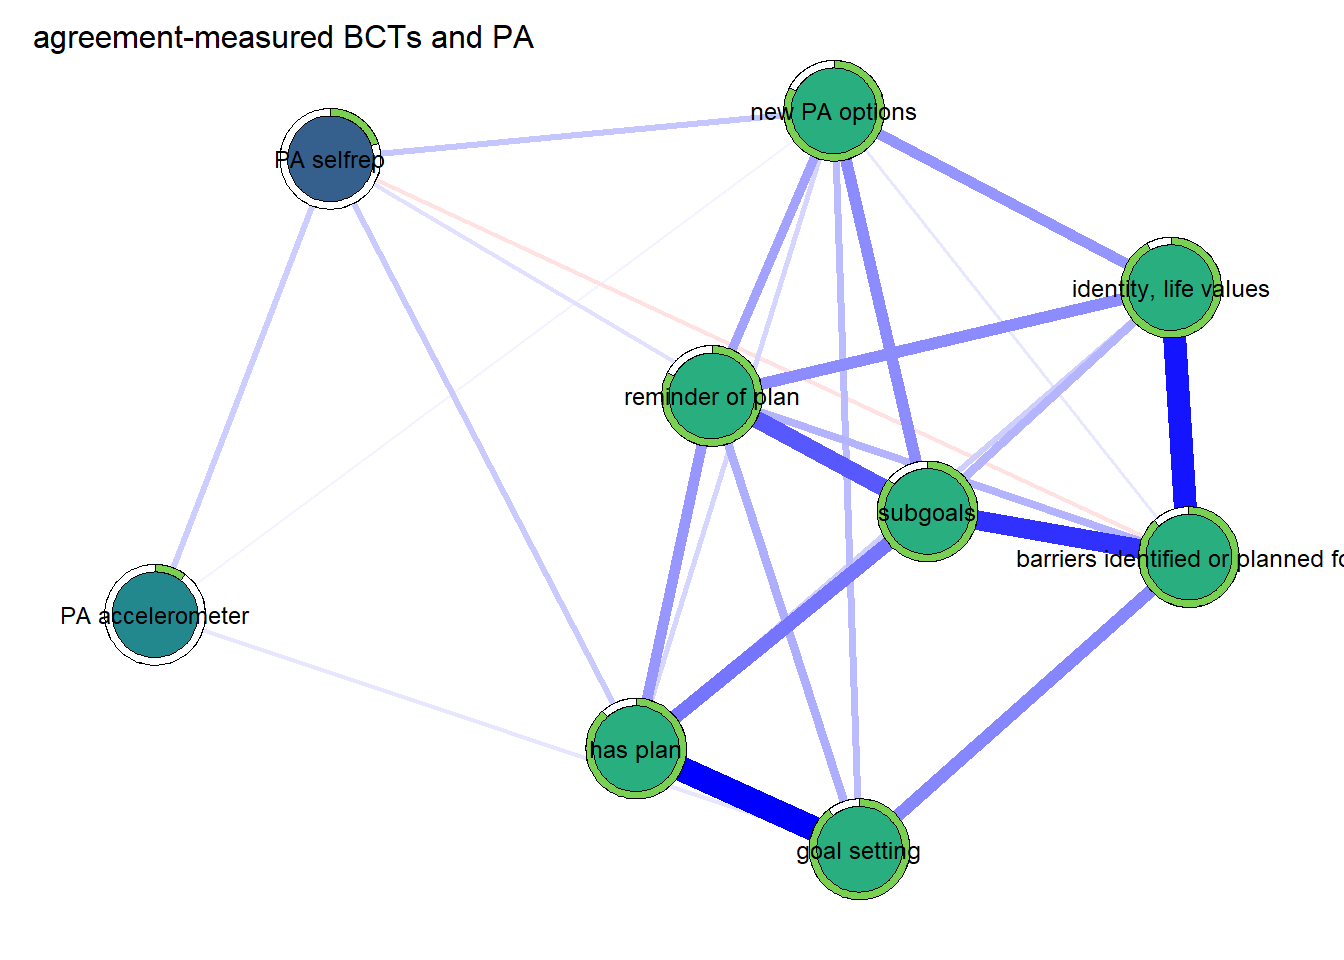 agreement-measured BCTs and PA
new PA options
PA selfrep
identity, life values
reminder of plan
subgoals
barriers identified or planned fo
PA accelerometer
has plan
goal setting